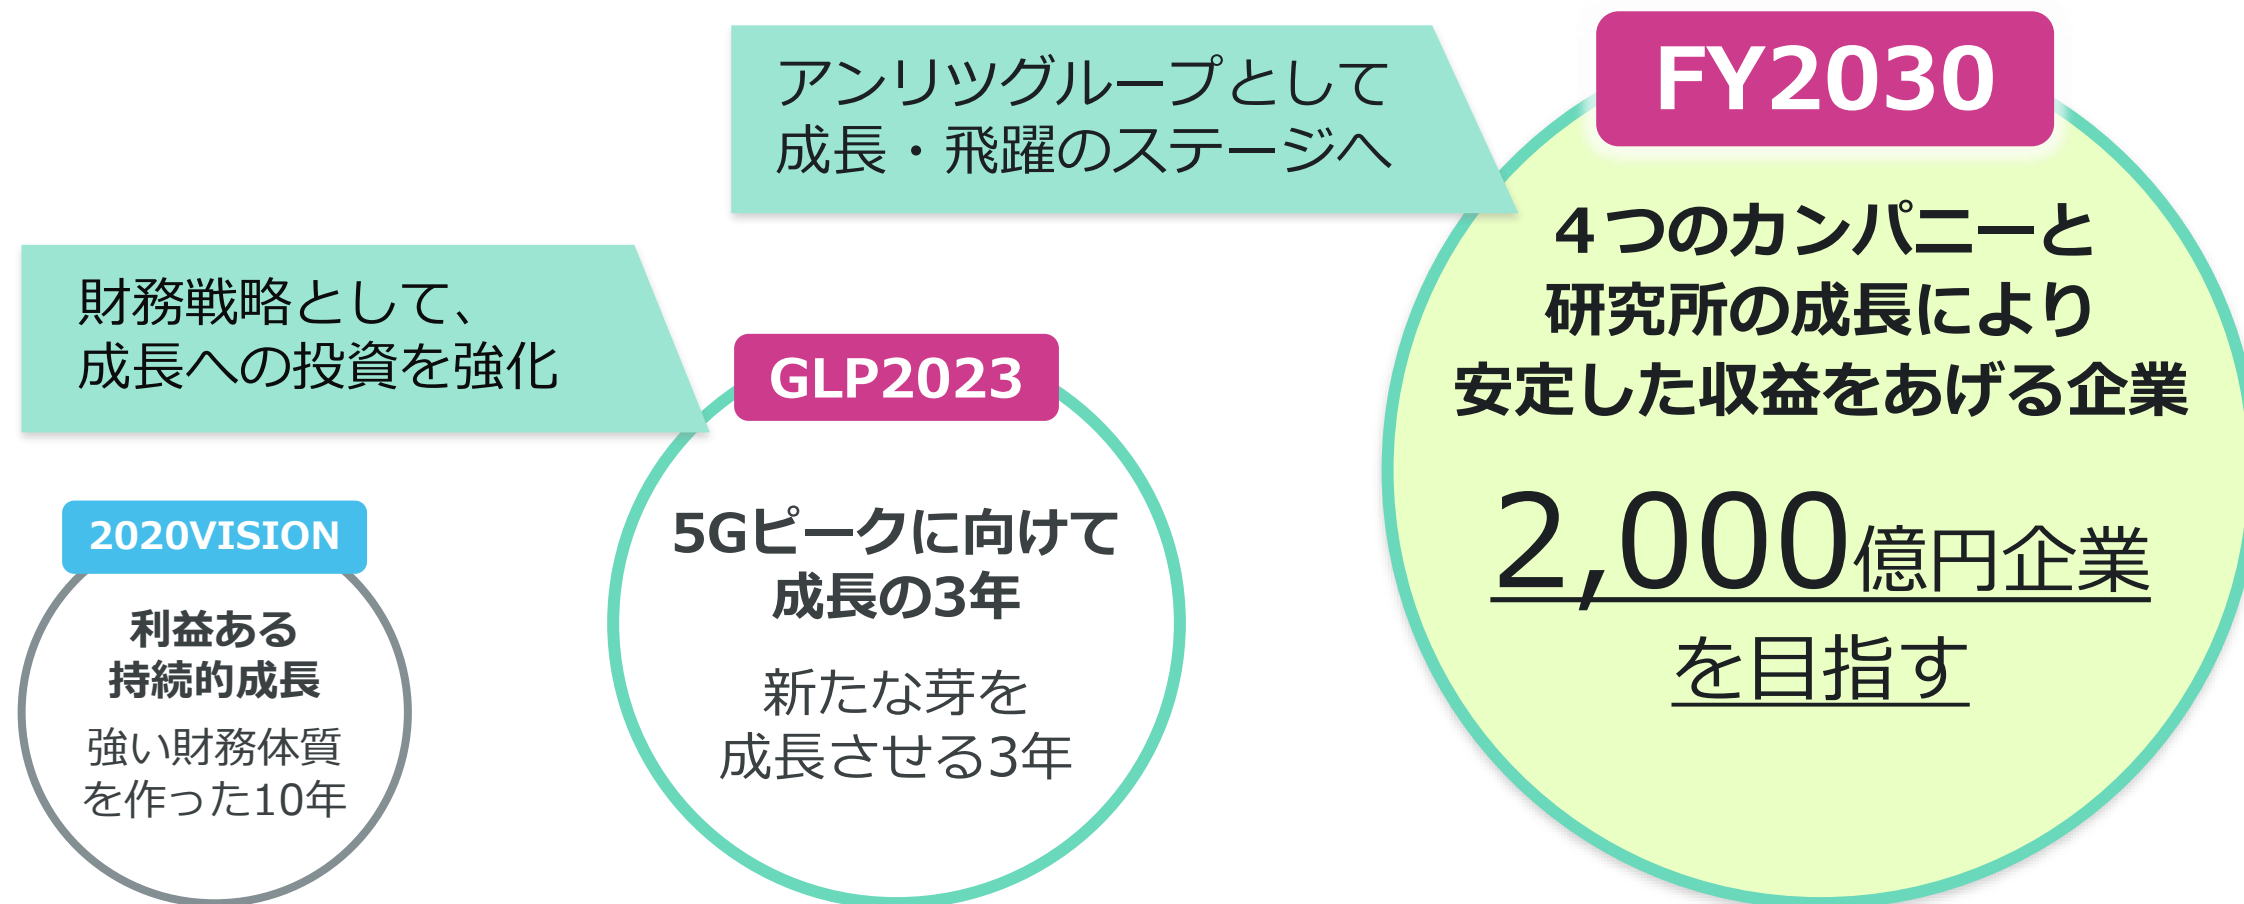 財務戦略として、
成長への投資を強化
2020VISION
利益ある
持続的成長
強い財務体質
を作った10年
アンリツグループとして
成長・飛躍のステージへ
GLP2023
5Gピークに向けて
成長の3年
新たな芽を
成長させる3年
FY2030
４つのカンパニーと
研究所の成長により
安定した収益をあげる企業
2,000億円企業
を目指す